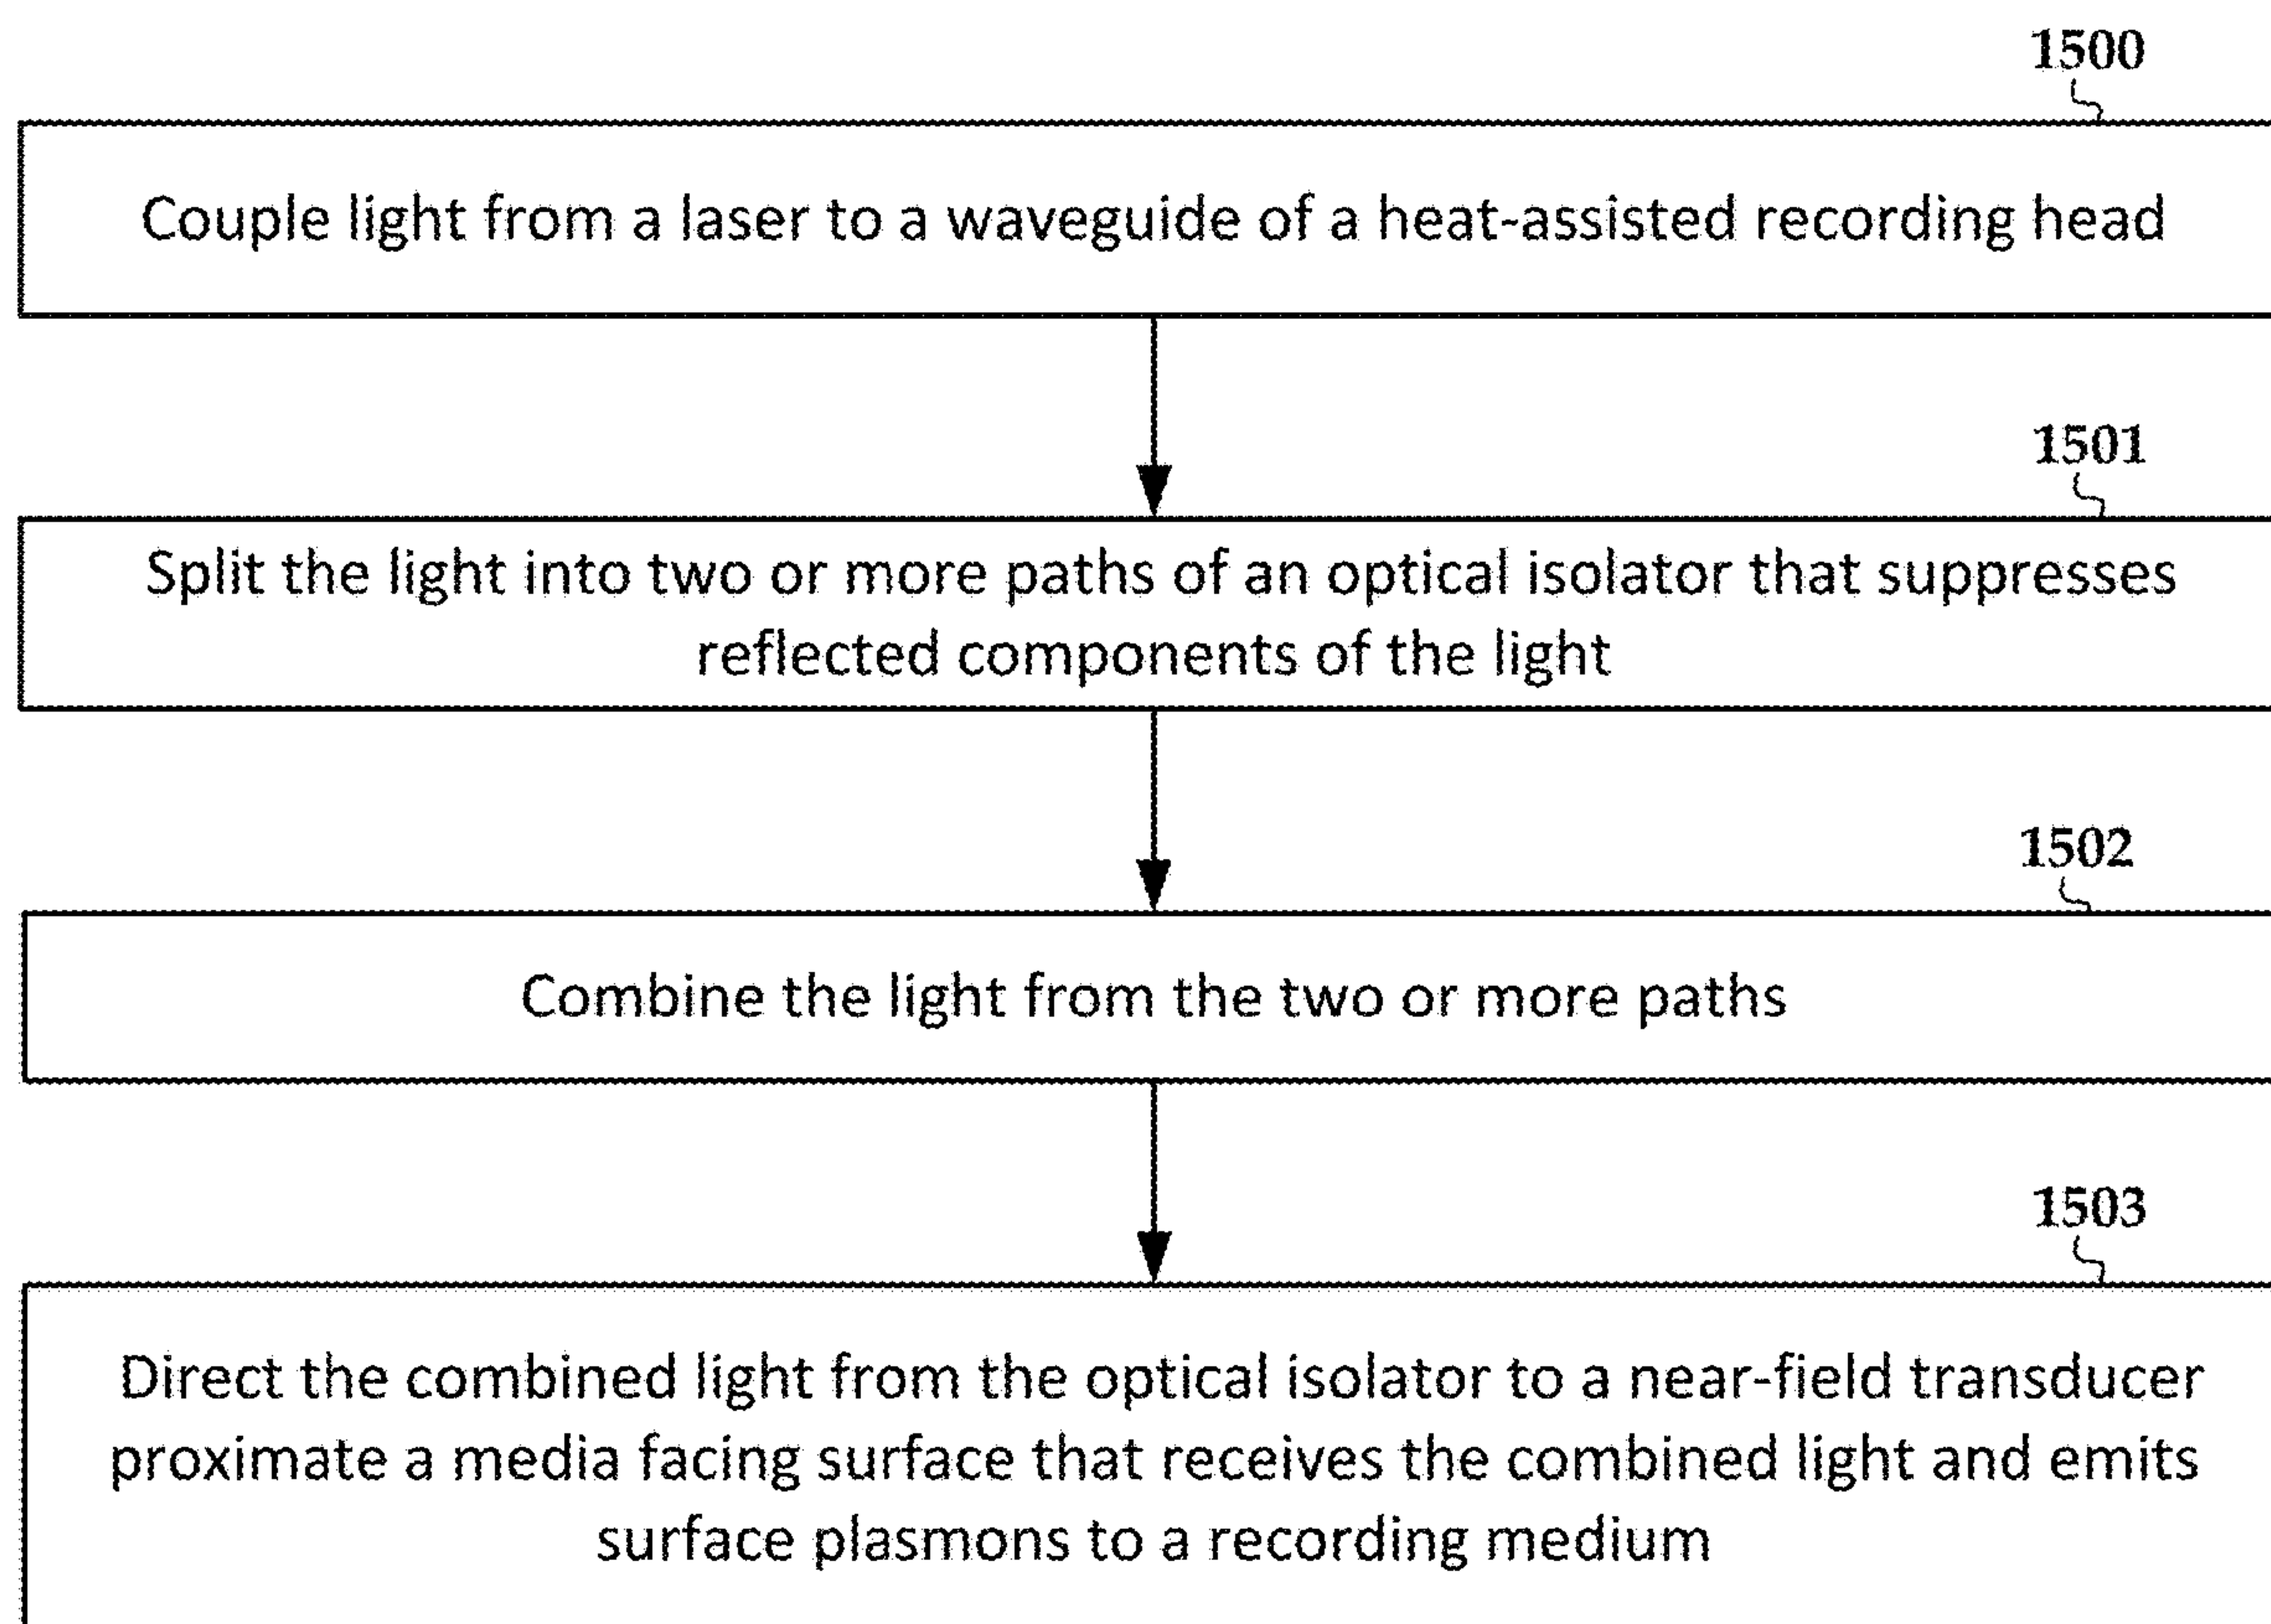 1500
Couple light from a laser to a waveguide of a heat-assisted recording head
1501
Split the light into two or more paths of an optical isolator that suppresses
reflected components of the light
1502
Combine the light from the two or more paths
1503
Direct the combined light from the optical isolator to a near-field transducer
proximate a media facing surface that receives the combined light and emits
surface plasmons to a recording medium